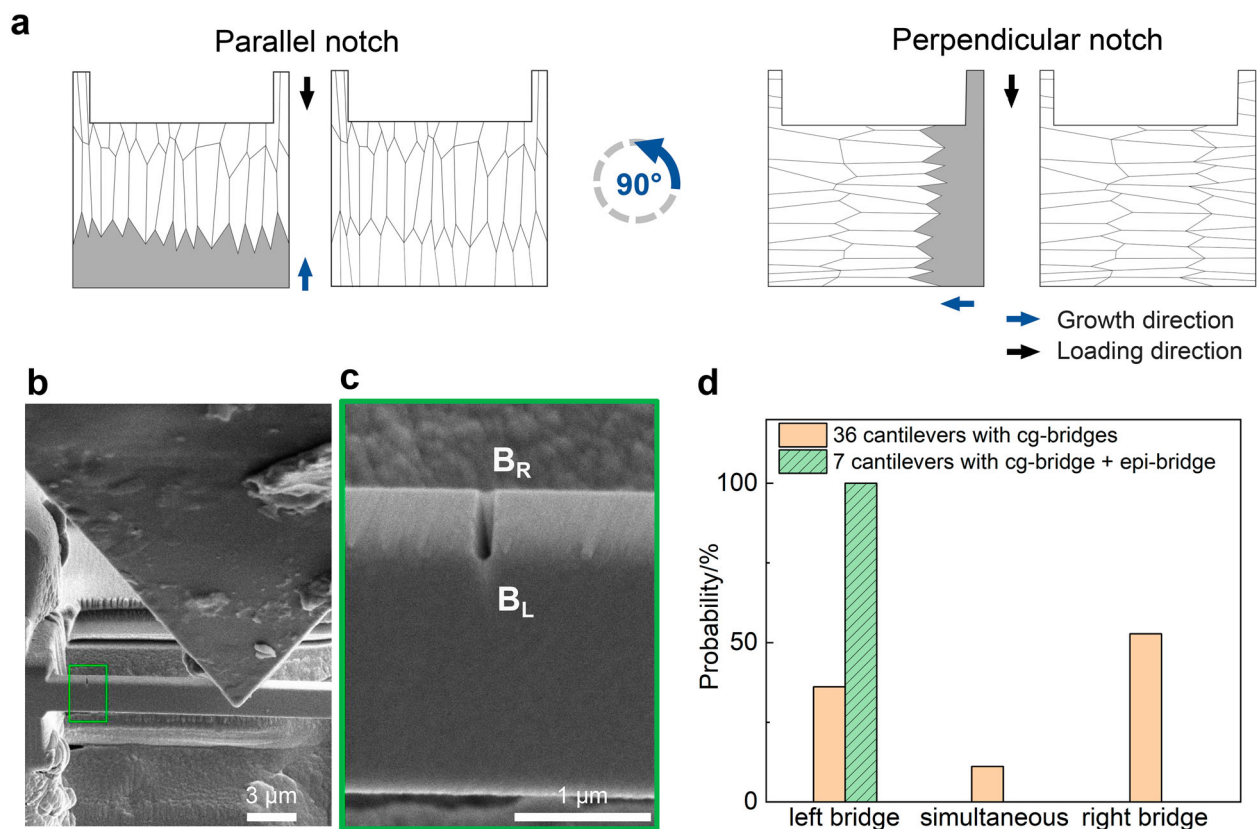 a
Parallel notch
Perpendicular notch
90°
Growth direction
Loading direction
b
3 μm
c
B_R
B_L
1 μm
d
36 cantilevers with cg-bridges
7 cantilevers with cg-bridge + epi-bridge
Probability/%
100
50
0
left bridge
simultaneous
right bridge